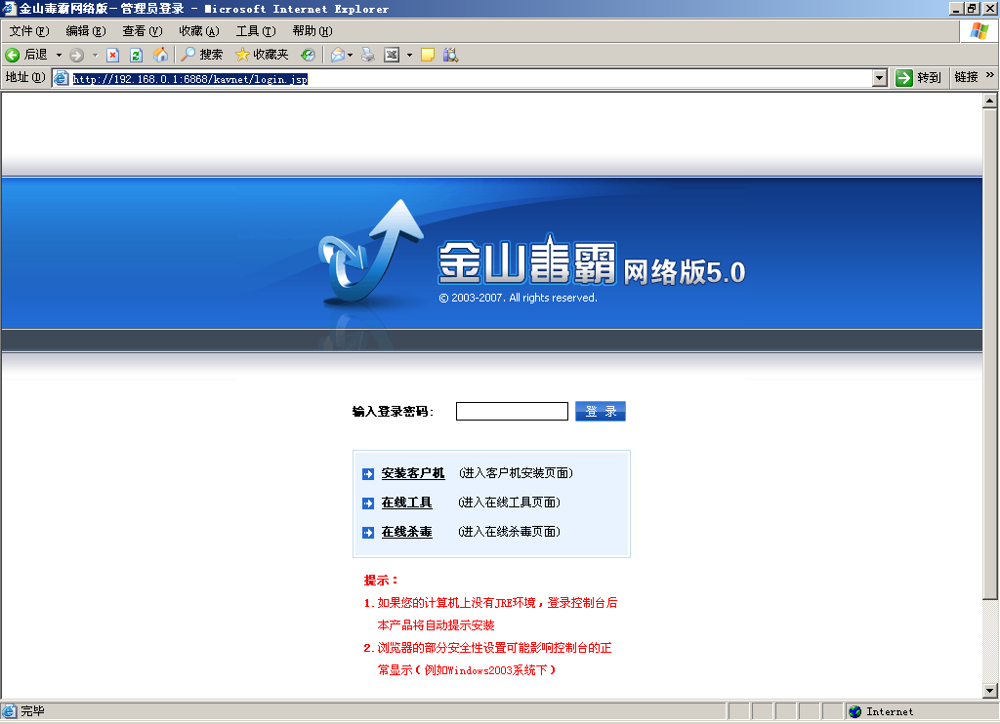 金山毒霸网络版－管理员登录 - Microsoft Internet Explorer
文件(F) 编辑(E) 查看(V) 收藏(A) 工具(T) 帮助(H)
后退 搜索 收藏夹
地址(D) http://192.168.0.1:6868/kavnet/login.jsp 转到 链接 »
金山毒霸网络版5.0
© 2003-2007. All rights reserved.
输入登录密码： 登 录
安装客户机 (进入客户机安装页面)
在线工具 (进入在线工具页面)
在线杀毒 (进入在线杀毒页面)
提示：
1. 如果您的计算机上没有JRE环境，登录控制台后
本产品将自动提示安装
2. 浏览器的部分安全性设置可能影响控制台的正
常显示（例如Windows2003系统下）
完毕 Internet